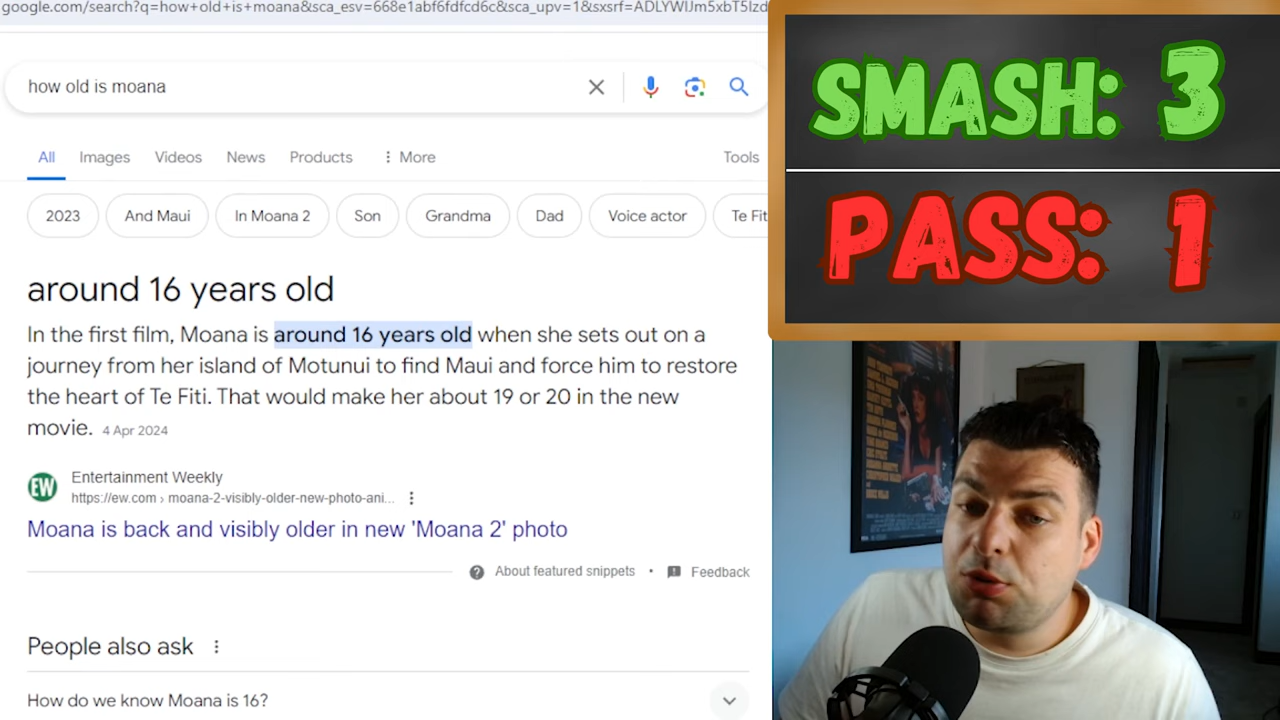 google.com/search?q=how+old+is+moana&sca_esv=668e1abf6fdfcd6c&sca_upv=1&sxsrf=ADLYWIJm5xbT5Izd
how old is moana
All Images Videos News Products More Tools
2023 And Maui In Moana 2 Son Grandma Dad Voice actor Te Fit
around 16 years old
In the first film, Moana is around 16 years old when she sets out on a
journey from her island of Motunui to find Maui and force him to restore
the heart of Te Fiti. That would make her about 19 or 20 in the new
movie. 4 Apr 2024
EW Entertainment Weekly
https://ew.com › moana-2-visibly-older-new-photo-ani...
Moana is back and visibly older in new 'Moana 2' photo
About featured snippets • Feedback
People also ask
How do we know Moana is 16?
SMASH: 3
PASS: 1